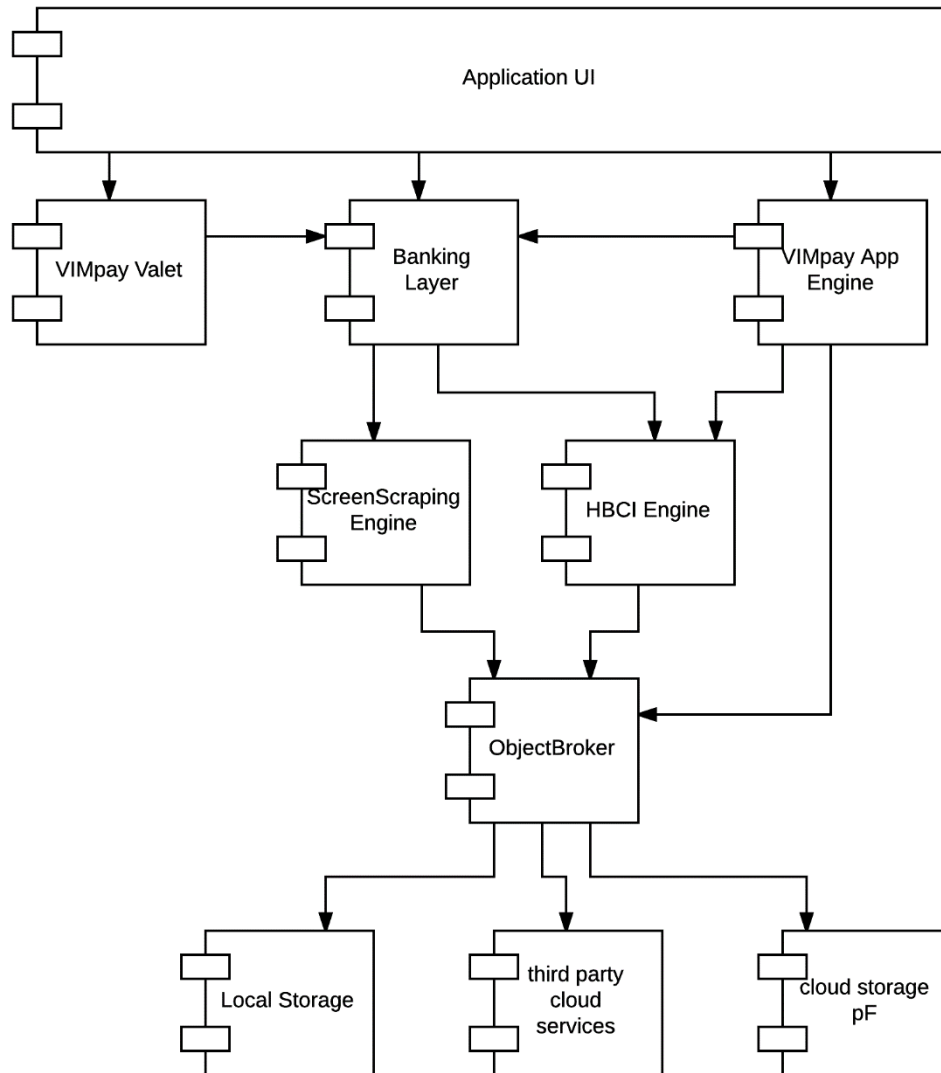 Application UI
VIMpay Valet
Banking
Layer
VIMpay App
Engine
ScreenScraping
Engine
HBCI Engine
ObjectBroker
Local Storage
third party
cloud
services
cloud storage
pF